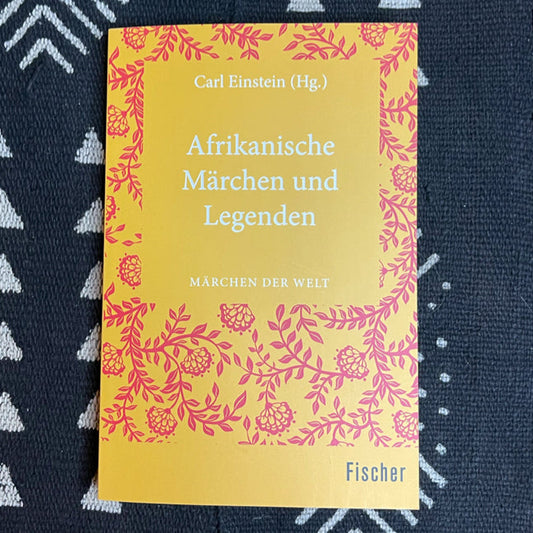 Carl Einstein (Hg.)
Afrikanische
Märchen und
Legenden
MÄRCHEN DER WELT
Fischer